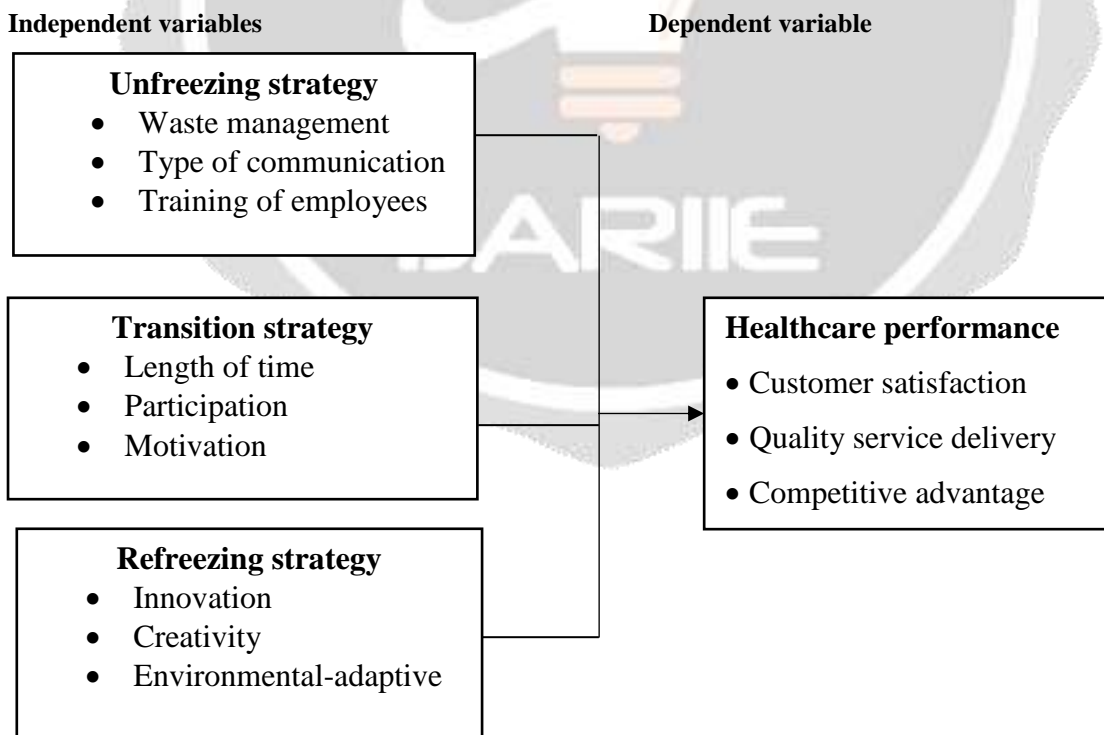 Independent variables
Dependent variable
Unfreezing strategy
• Waste management
• Type of communication
• Training of employees
Transition strategy
• Length of time
• Participation
• Motivation
Refreezing strategy
• Innovation
• Creativity
• Environmental-adaptive
Healthcare performance
• Customer satisfaction
• Quality service delivery
• Competitive advantage